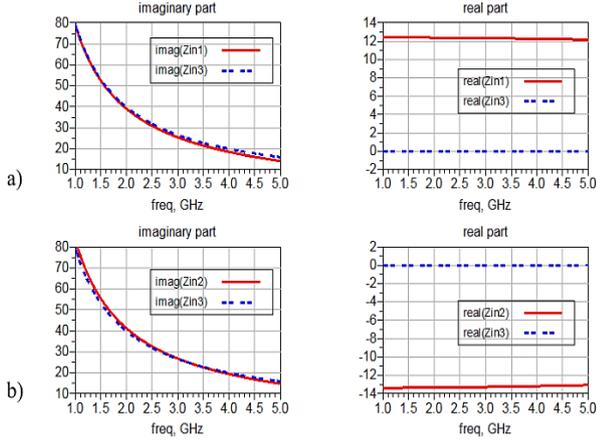 imaginary part
80
70
60
50
40
30
20
10
imag(Zin1)
imag(Zin3)
1.0 1.5 2.0 2.5 3.0 3.5 4.0 4.5 5.0
freq, GHz
real part
14
12
10
8
6
4
2
0
-2
real(Zin1)
real(Zin3)
1.0 1.5 2.0 2.5 3.0 3.5 4.0 4.5 5.0
freq, GHz
a)
imaginary part
80
70
60
50
40
30
20
10
imag(Zin2)
imag(Zin3)
1.0 1.5 2.0 2.5 3.0 3.5 4.0 4.5 5.0
freq, GHz
real part
2
0
-2
-4
-6
-8
-10
-12
-14
real(Zin2)
real(Zin3)
1.0 1.5 2.0 2.5 3.0 3.5 4.0 4.5 5.0
freq, GHz
b)